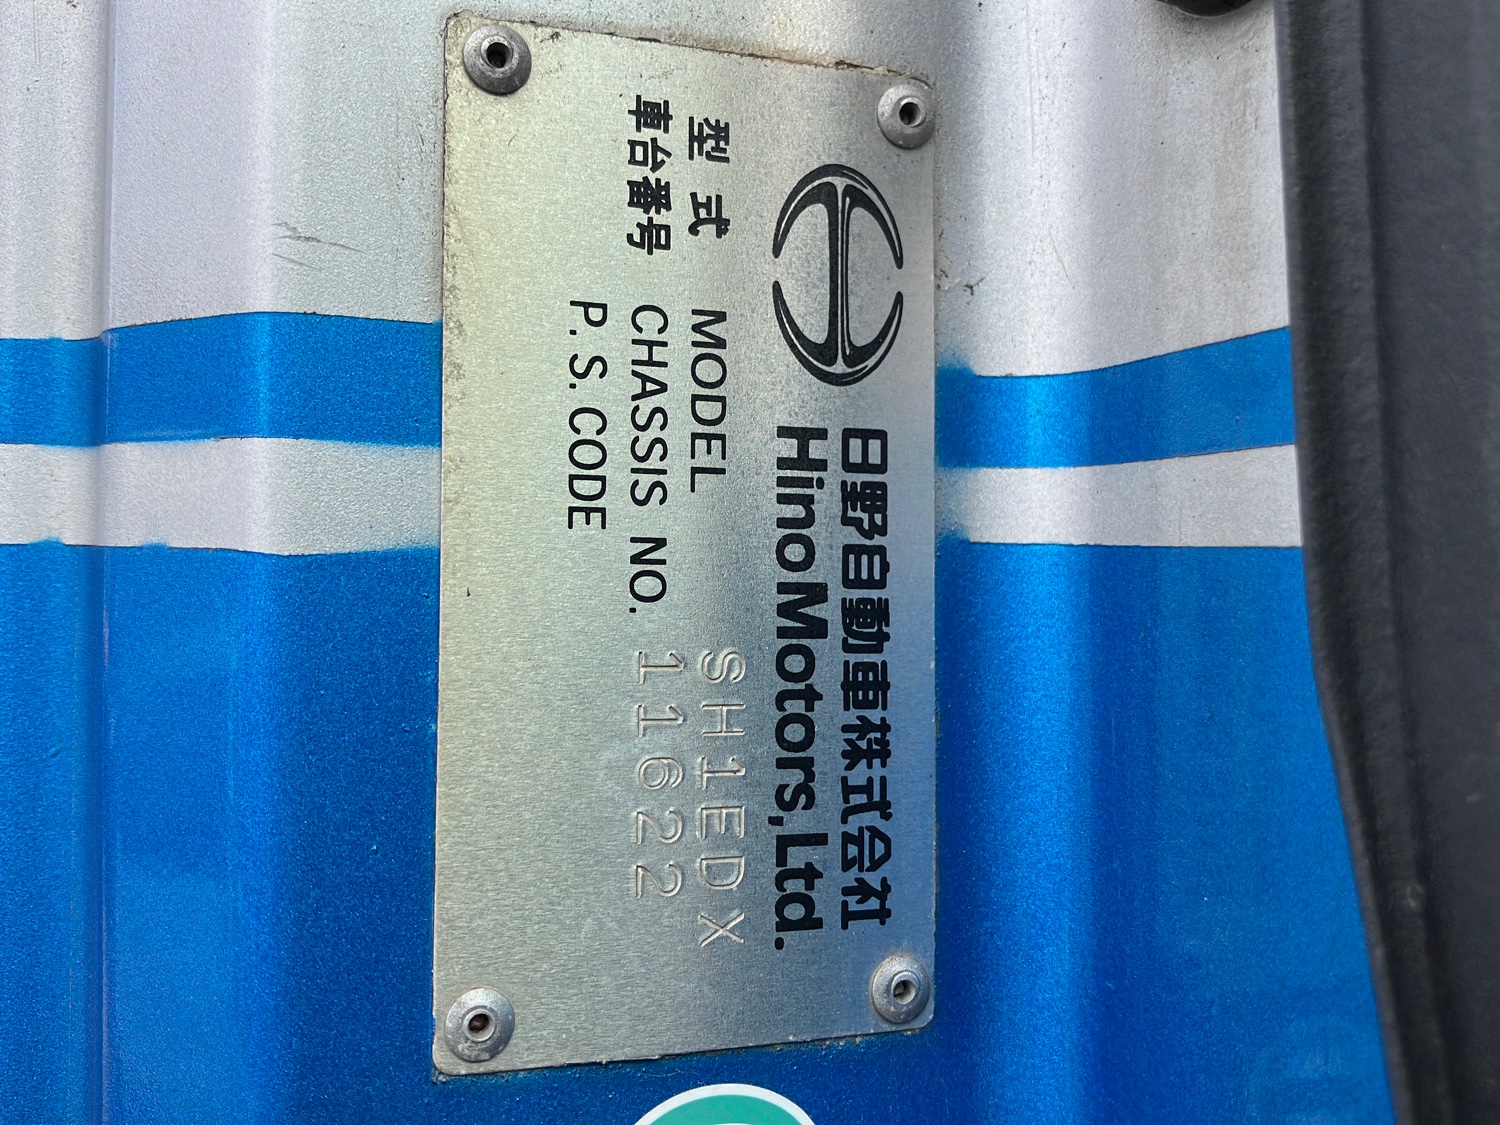 日野自動車株式会社
Hino Motors, Ltd.
型式 MODEL SH1EDX
車台番号 CHASSIS NO. 11622
P.S.CODE